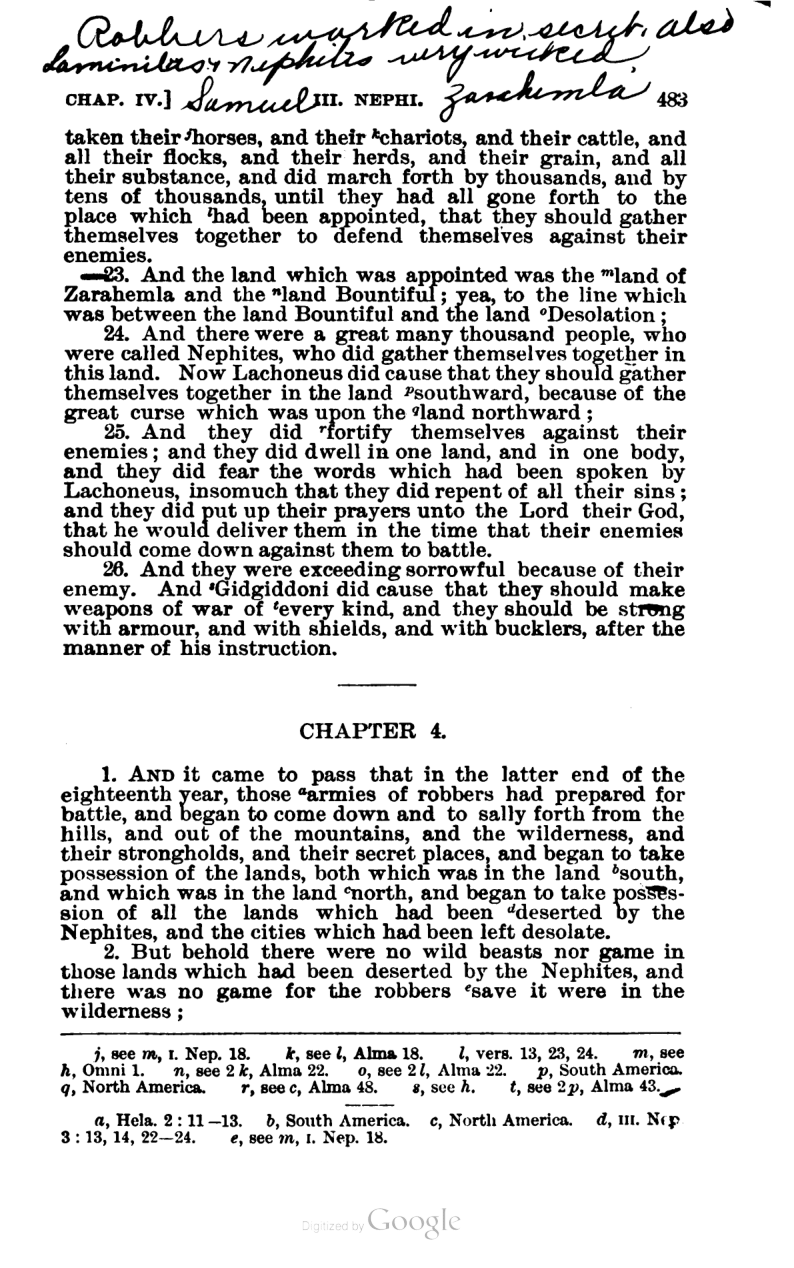 Robbers worked in secret, also
Laminites & Nephites very wicked.
CHAP. IV.] Samuel III. NEPHI. Zarahemla 483
taken their ʲhorses, and their ᵏchariots, and their cattle, and
all their flocks, and their herds, and their grain, and all
their substance, and did march forth by thousands, and by
tens of thousands, until they had all gone forth to the
place which ˡhad been appointed, that they should gather
themselves together to defend themselves against their
enemies.
23. And the land which was appointed was the ᵐland of
Zarahemla and the ⁿland Bountiful; yea, to the line which
was between the land Bountiful and the land ᵒDesolation;
24. And there were a great many thousand people, who
were called Nephites, who did gather themselves together in
this land. Now Lachoneus did cause that they should gather
themselves together in the land ᵖsouthward, because of the
great curse which was upon the qland northward;
25. And they did ʳfortify themselves against their
enemies; and they did dwell in one land, and in one body,
and they did fear the words which had been spoken by
Lachoneus, insomuch that they did repent of all their sins;
and they did put up their prayers unto the Lord their God,
that he would deliver them in the time that their enemies
should come down against them to battle.
26. And they were exceeding sorrowful because of their
enemy. And ˢGidgiddoni did cause that they should make
weapons of war of ᵗevery kind, and they should be strong
with armour, and with shields, and with bucklers, after the
manner of his instruction.
CHAPTER 4.
1. AND it came to pass that in the latter end of the
eighteenth year, those ᵃarmies of robbers had prepared for
battle, and began to come down and to sally forth from the
hills, and out of the mountains, and the wilderness, and
their strongholds, and their secret places, and began to take
possession of the lands, both which was in the land ᵇsouth,
and which was in the land ᶜnorth, and began to take posses-
sion of all the lands which had been ᵈdeserted by the
Nephites, and the cities which had been left desolate.
2. But behold there were no wild beasts nor game in
those lands which had been deserted by the Nephites, and
there was no game for the robbers ᵉsave it were in the
wilderness;
j, see m, I. Nep. 18. k, see l, Alma 18. l, vers. 13, 23, 24. m, see
h, Omni 1. n, see 2 k, Alma 22. o, see 2 l, Alma 22. p, South America.
q, North America. r, see c, Alma 48. s, see h. t, see 2 p, Alma 43.
a, Hela. 2 : 11—13. b, South America. c, North America. d, III. Nep
3 : 13, 14, 22—24. e, see m, I. Nep. 18.
Digitized by Google